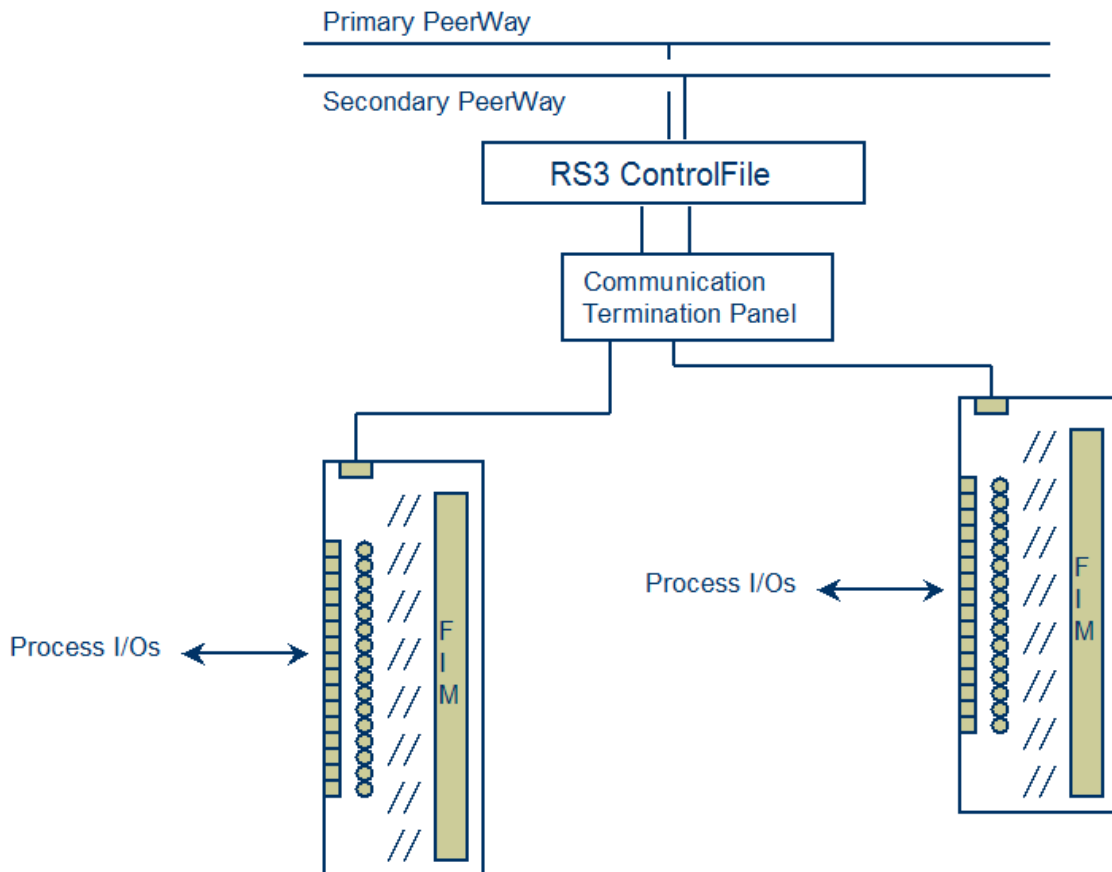 Primary PeerWay
Secondary PeerWay
RS3 ControlFile
Communication
Termination Panel
Process I/Os
F
I
M
Process I/Os
F
I
M